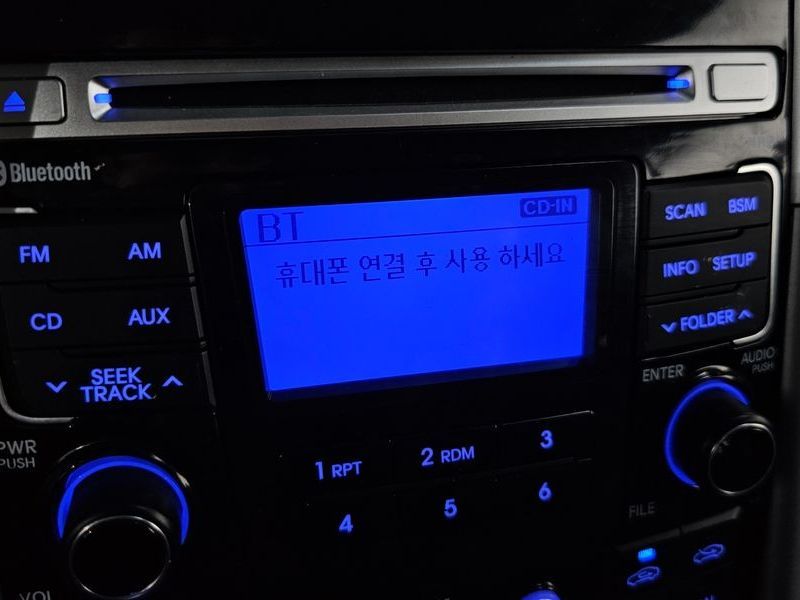 Bluetooth
FM AM
CD AUX
SEEK
TRACK
PWR
PUSH
VOL
BT CD-IN
휴대폰 연결 후 사용 하세요
1 RPT 2 RDM 3
4 5 6
SCAN BSM
INFO SETUP
FOLDER
ENTER AUDIO
PUSH
FILE